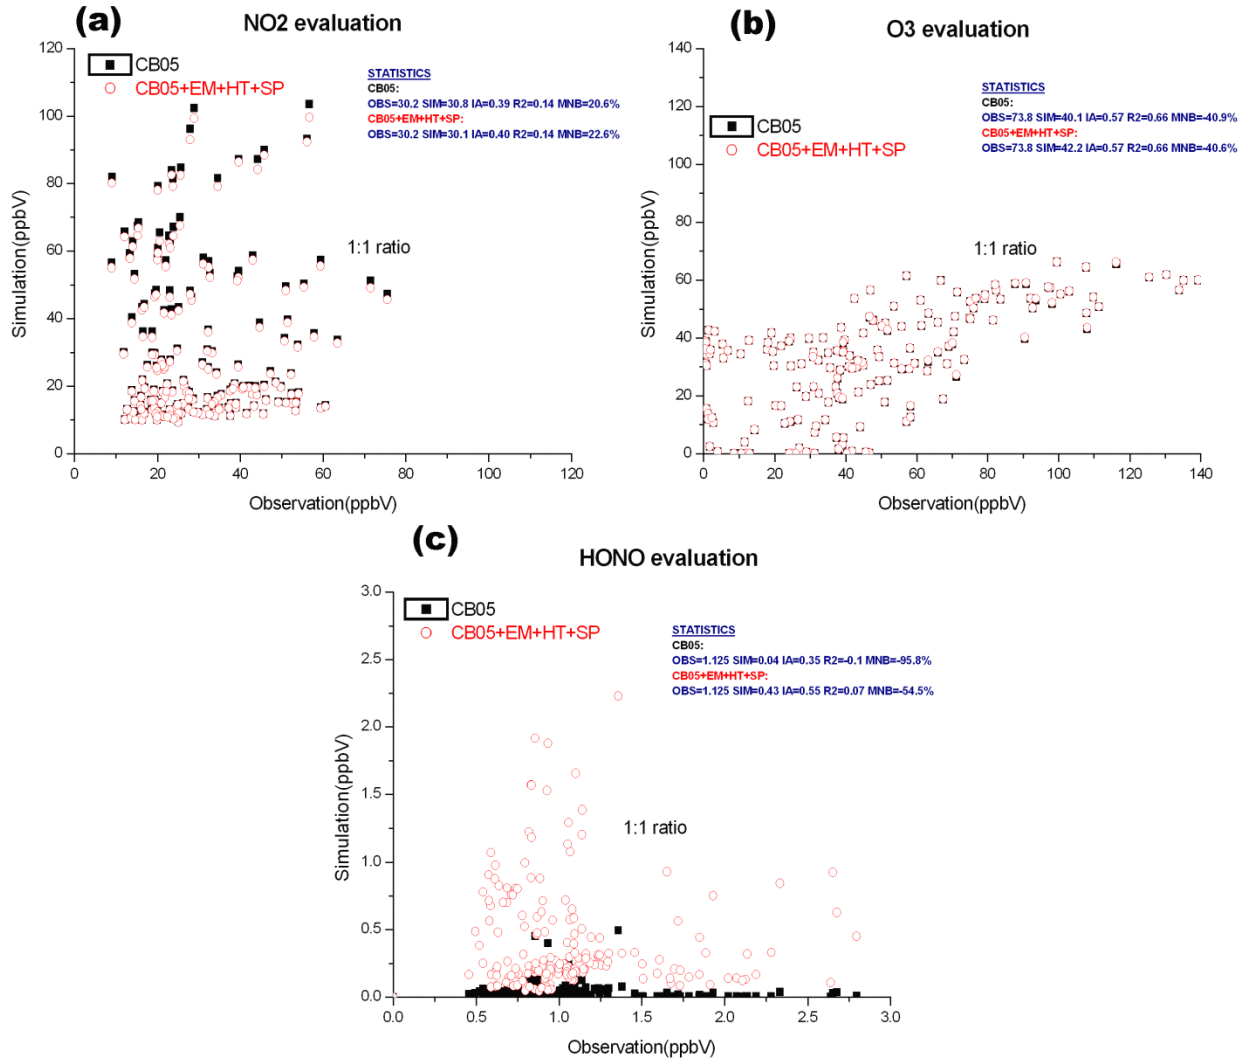 (a)
NO2 evaluation
CB05
CB05+EM+HT+SP
STATISTICS
CB05:
OBS=30.2 SIM=30.8 IA=0.39 R2=0.14 MNB=20.6%
CB05+EM+HT+SP:
OBS=30.2 SIM=30.1 IA=0.40 R2=0.14 MNB=22.6%
1:1 ratio
Simulation(ppbV)
120
100
80
60
40
20
0
0 20 40 60 80 100 120
Observation(ppbV)
(b)
O3 evaluation
CB05
CB05+EM+HT+SP
STATISTICS
CB05:
OBS=73.8 SIM=40.1 IA=0.57 R2=0.66 MNB=-40.9%
CB05+EM+HT+SP:
OBS=73.8 SIM=42.2 IA=0.57 R2=0.66 MNB=-40.6%
1:1 ratio
Simulation(ppbV)
140
120
100
80
60
40
20
0
0 20 40 60 80 100 120 140
Observation(ppbV)
(c)
HONO evaluation
CB05
CB05+EM+HT+SP
STATISTICS
CB05:
OBS=1.125 SIM=0.04 IA=0.35 R2=-0.1 MNB=-95.8%
CB05+EM+HT+SP:
OBS=1.125 SIM=0.43 IA=0.55 R2=0.07 MNB=-54.5%
1:1 ratio
Simulation(ppbV)
3.0
2.5
2.0
1.5
1.0
0.5
0.0
0.0 0.5 1.0 1.5 2.0 2.5 3.0
Observation(ppbV)